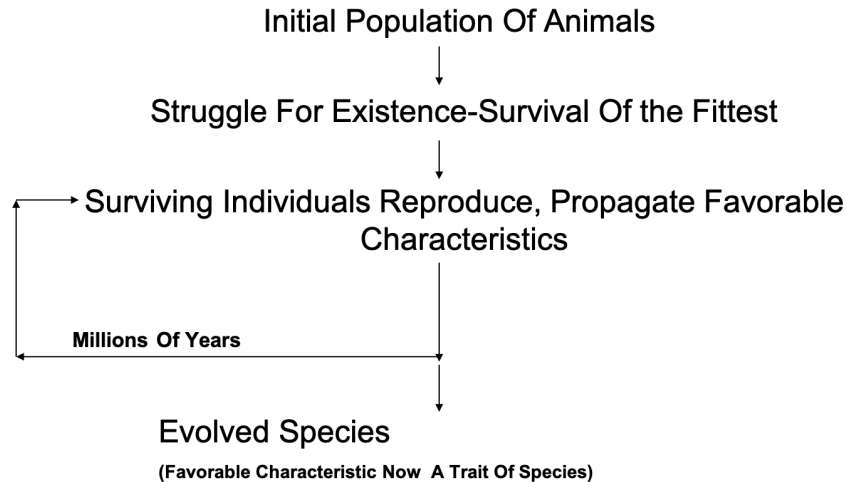 Initial Population Of Animals
Struggle For Existence-Survival Of the Fittest
Surviving Individuals Reproduce, Propagate Favorable
Characteristics
Millions Of Years
Evolved Species
(Favorable Characteristic Now A Trait Of Species)